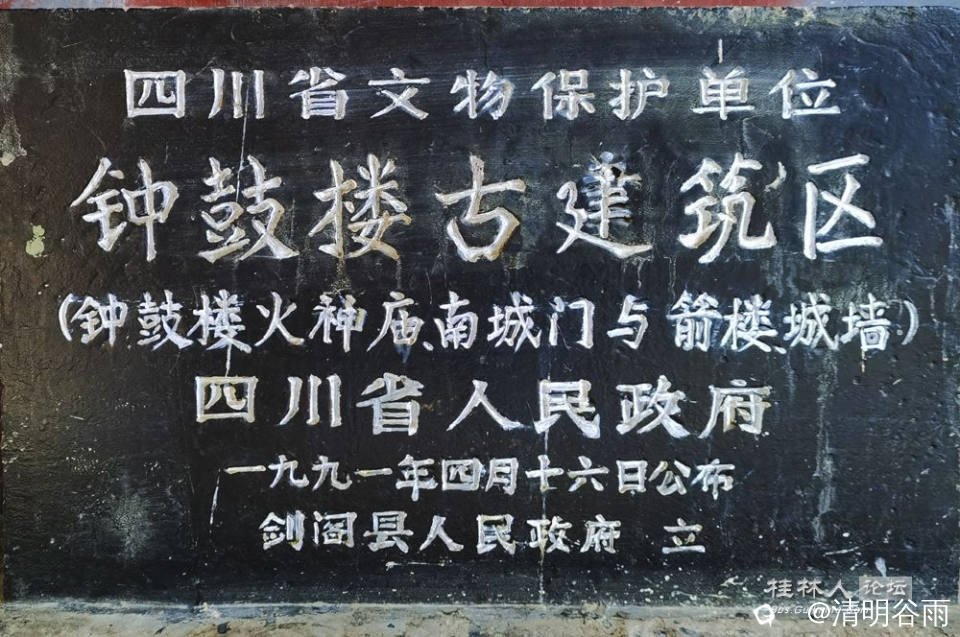 四川省文物保护单位
钟鼓楼古建筑区
(钟鼓楼火神庙、南城门与箭楼、城墙)
四川省人民政府
一九九一年四月十六日公布
剑阁县人民政府 立
桂林人论坛
@清明谷雨